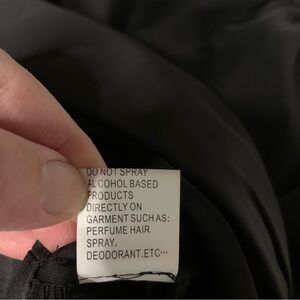 DO NOT SPRAY
ALCOHOL BASED
PRODUCTS
DIRECTLY ON
GARMENT SUCH AS:
PERFUME HAIR
SPRAY.
DEODORANT.ETC···